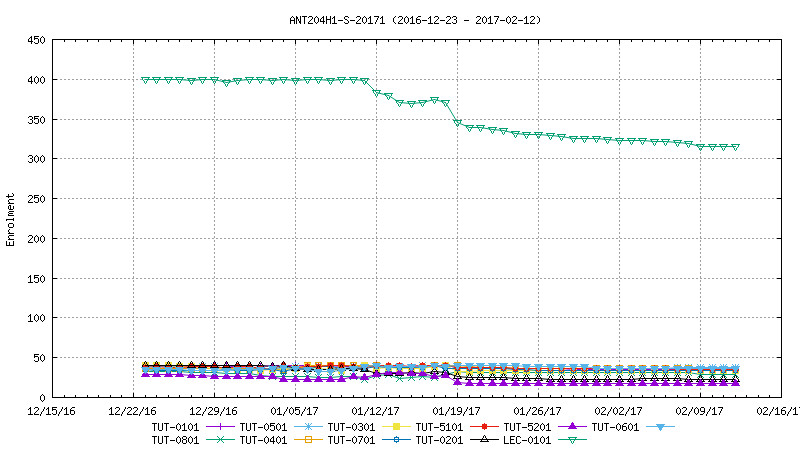 ANT204H1-S-20171 (2016-12-23 - 2017-02-12)
450
400
350
300
250
200
150
100
50
0
Enrolment
12/15/16 12/22/16 12/29/16 01/05/17 01/12/17 01/19/17 01/26/17 02/02/17 02/09/17 02/16/1
TUT-0101 TUT-0501 TUT-0301 TUT-5101 TUT-5201 TUT-0601
TUT-0801 TUT-0401 TUT-0701 TUT-0201 LEC-0101